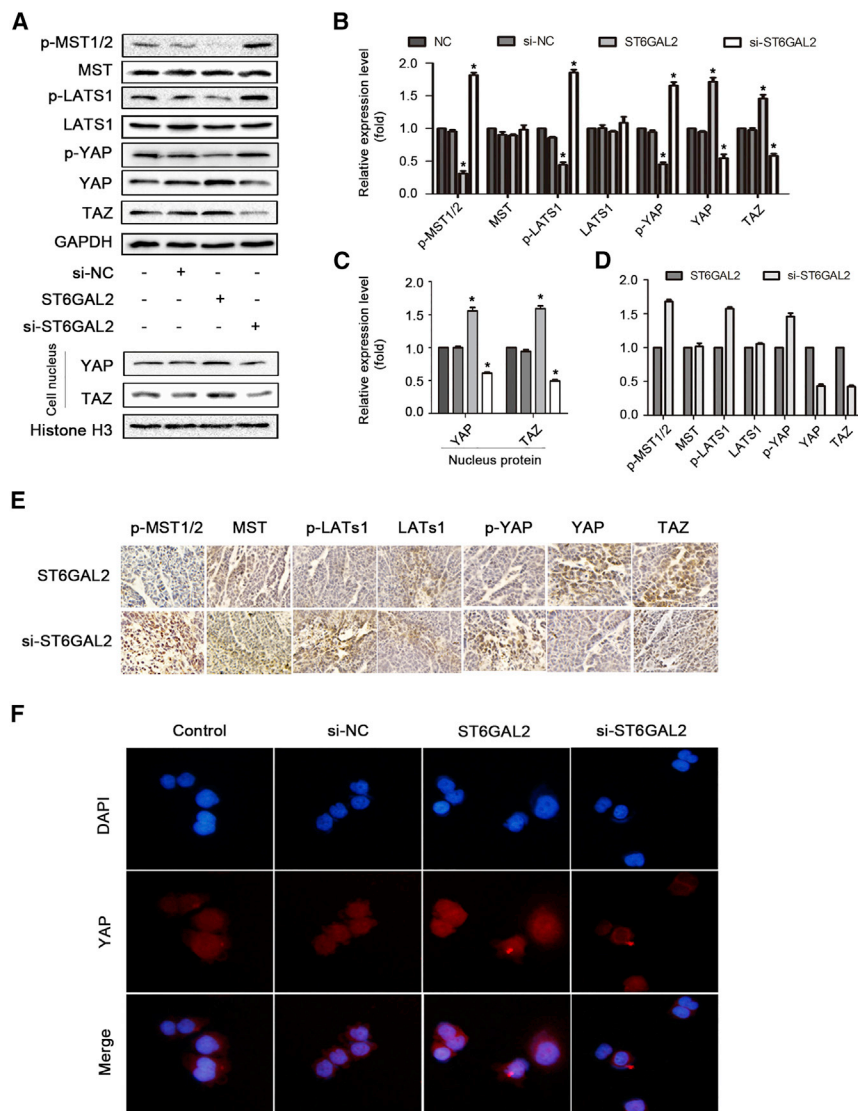 A
p-MST1/2
MST
p-LATS1
LATS1
p-YAP
YAP
TAZ
GAPDH
si-NC - + - -
ST6GAL2 - - + -
si-ST6GAL2 - - - +
Cell nucleus
YAP
TAZ
Histone H3
B
NC si-NC ST6GAL2 si-ST6GAL2
Relative expression level
(fold)
2.0
1.5
1.0
0.5
0.0
* * * * * * * * * *
p-MST1/2 MST p-LATS1 LATS1 p-YAP YAP TAZ
C
Relative expression level
(fold)
2.0
1.5
1.0
0.5
0.0
* * * *
YAP TAZ
Nucleus protein
D
ST6GAL2 si-ST6GAL2
2.0
1.5
1.0
0.5
0.0
p-MST1/2 MST p-LATS1 LATS1 p-YAP YAP TAZ
E
p-MST1/2 MST p-LATs1 LATs1 p-YAP YAP TAZ
ST6GAL2
si-ST6GAL2
F
Control si-NC ST6GAL2 si-ST6GAL2
DAPI
YAP
Merge